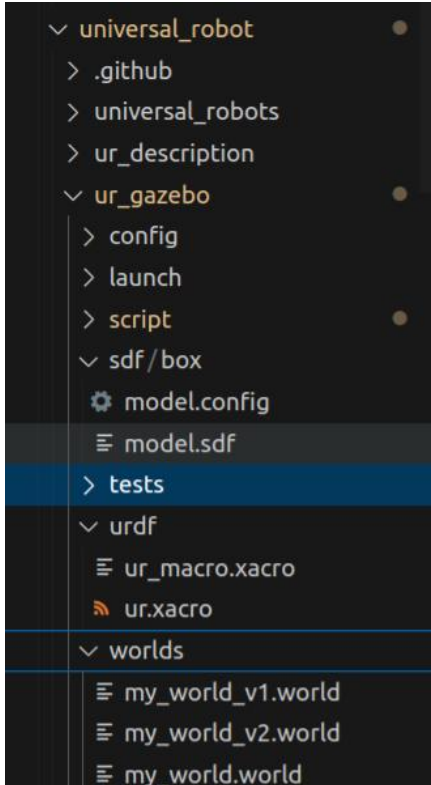 universal_robot
.github
universal_robots
ur_description
ur_gazebo
config
launch
script
sdf/box
model.config
model.sdf
tests
urdf
ur_macro.xacro
ur.xacro
worlds
my_world_v1.world
my_world_v2.world
my_world.world